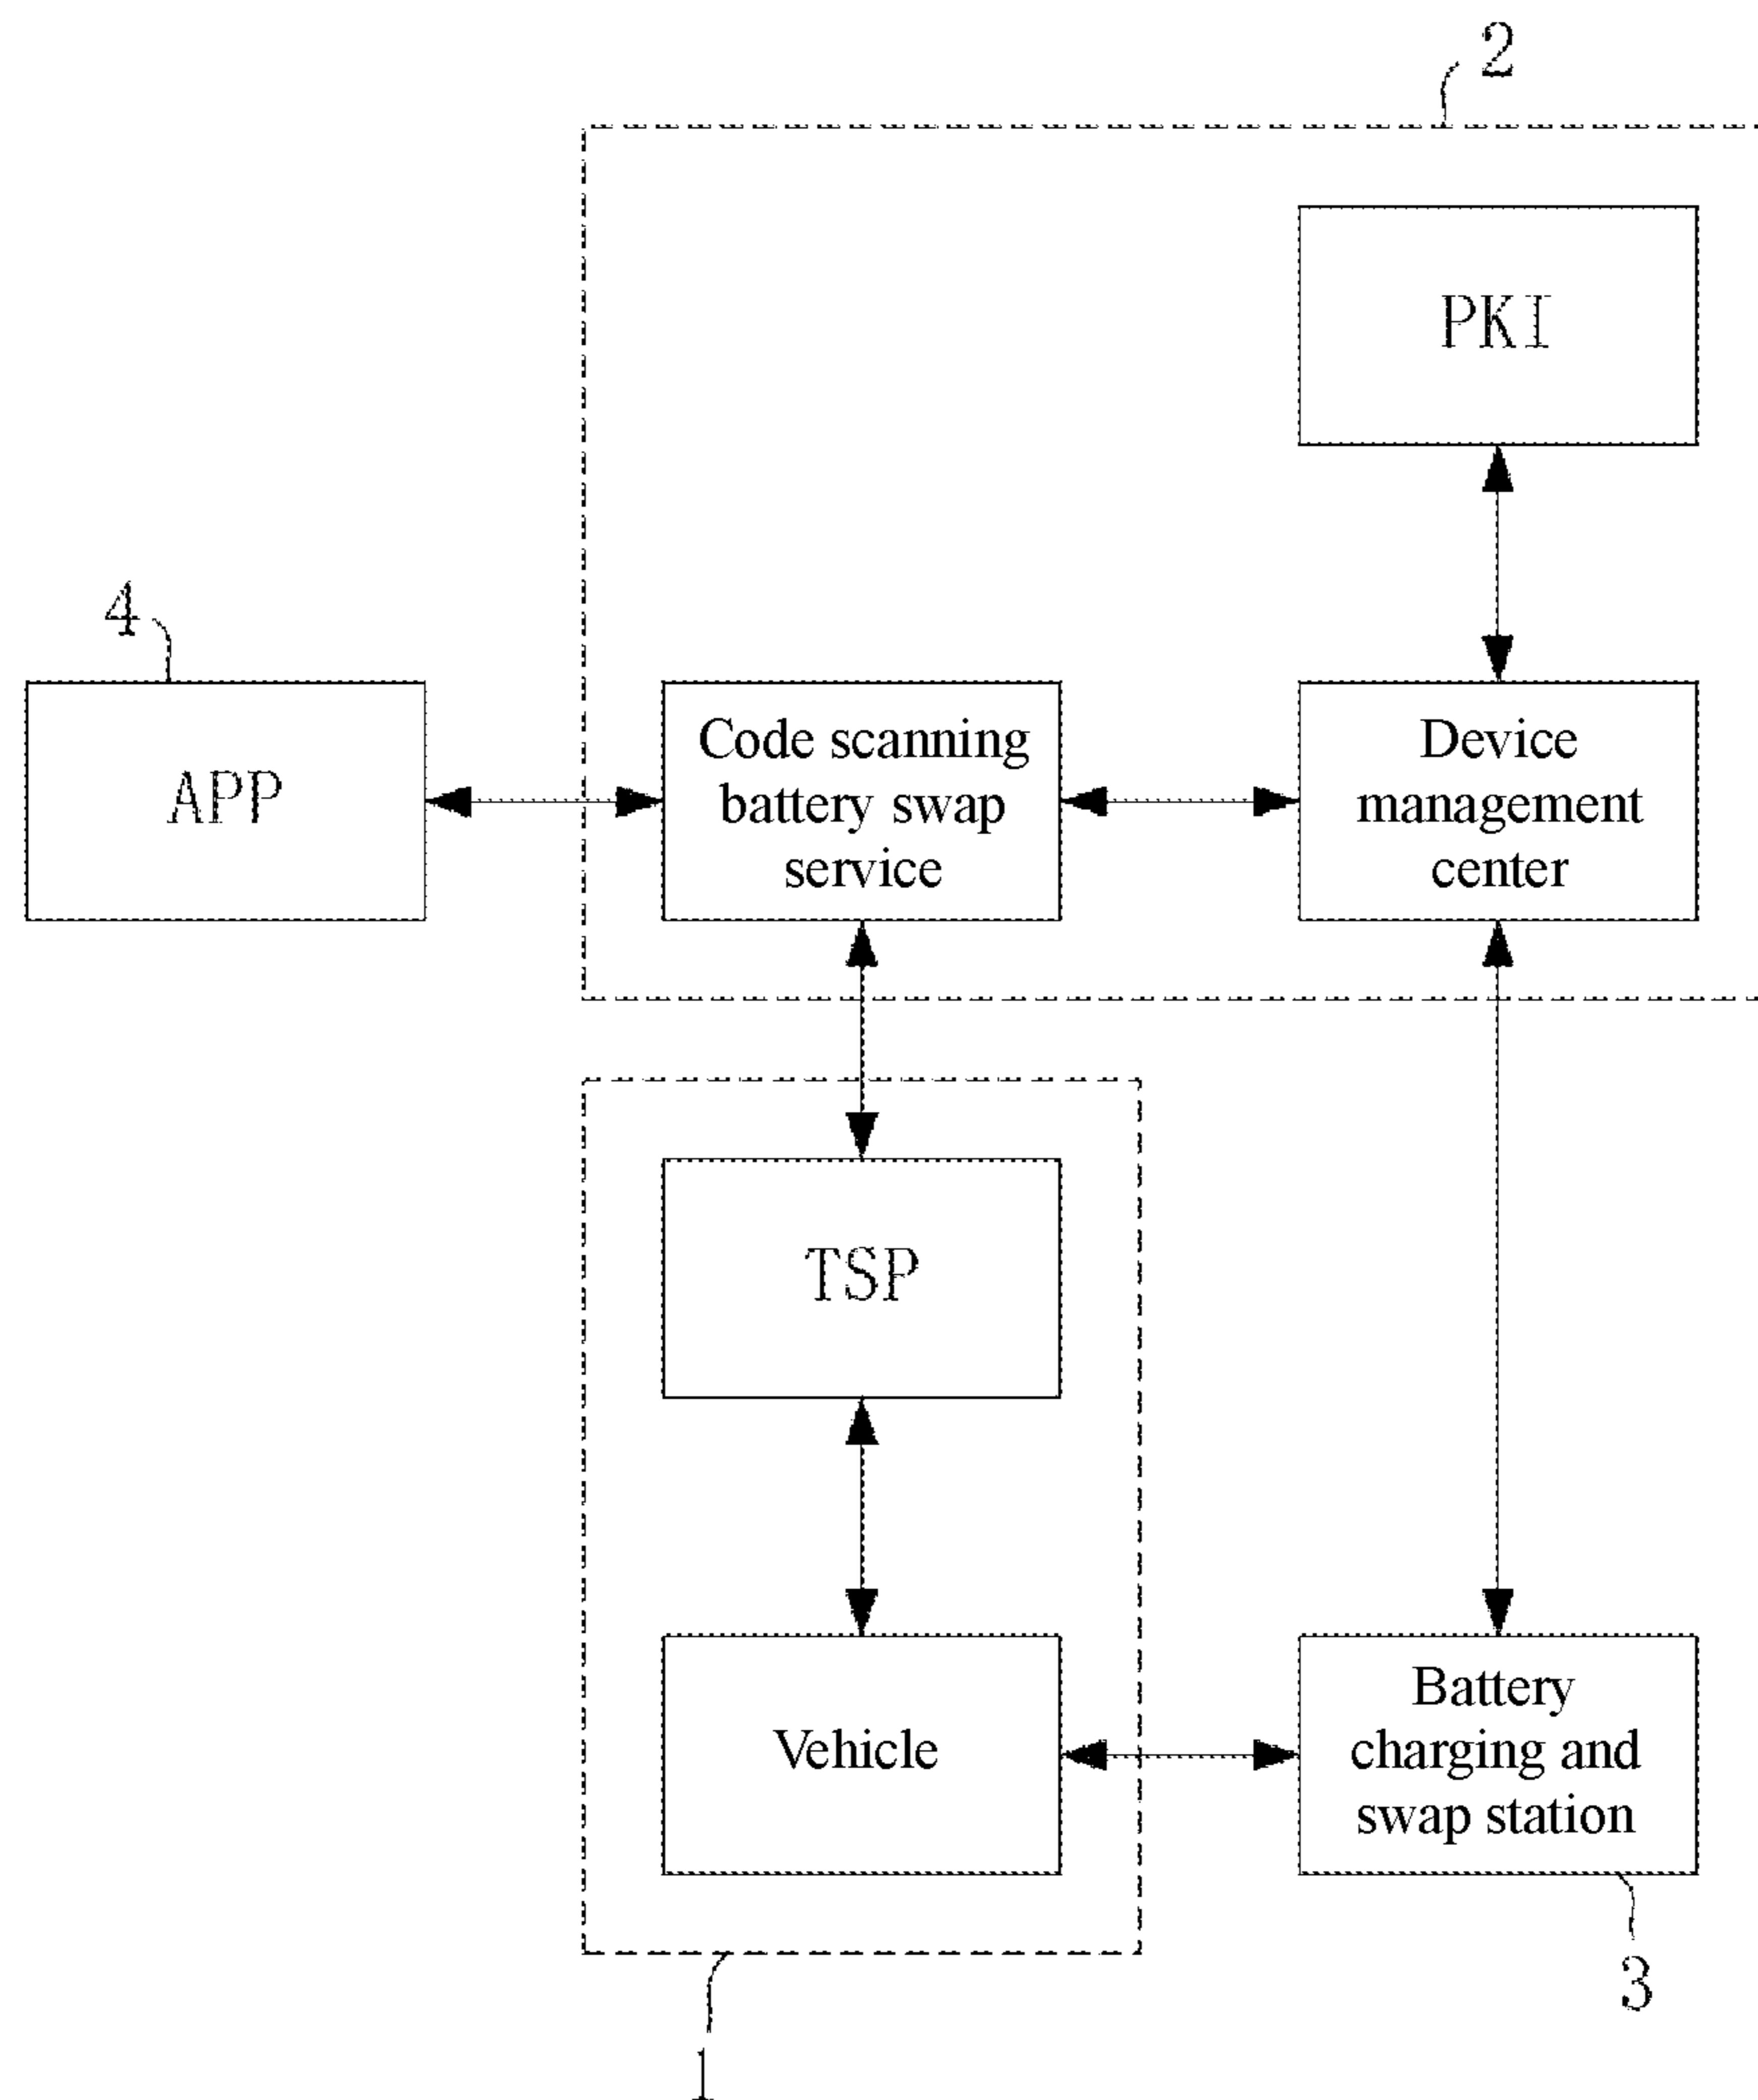 2
PKI
4
APP
Code scanning
battery swap
service
Device
management
center
TSP
Vehicle
Battery
charging and
swap station
3
1